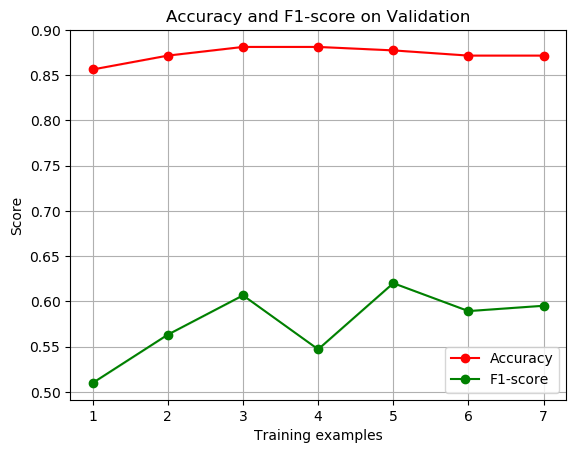 Accuracy and F1-score on Validation
0.90
0.85
0.80
0.75
0.70
0.65
0.60
0.55
0.50
Score
Accuracy
F1-score
1 2 3 4 5 6 7
Training examples